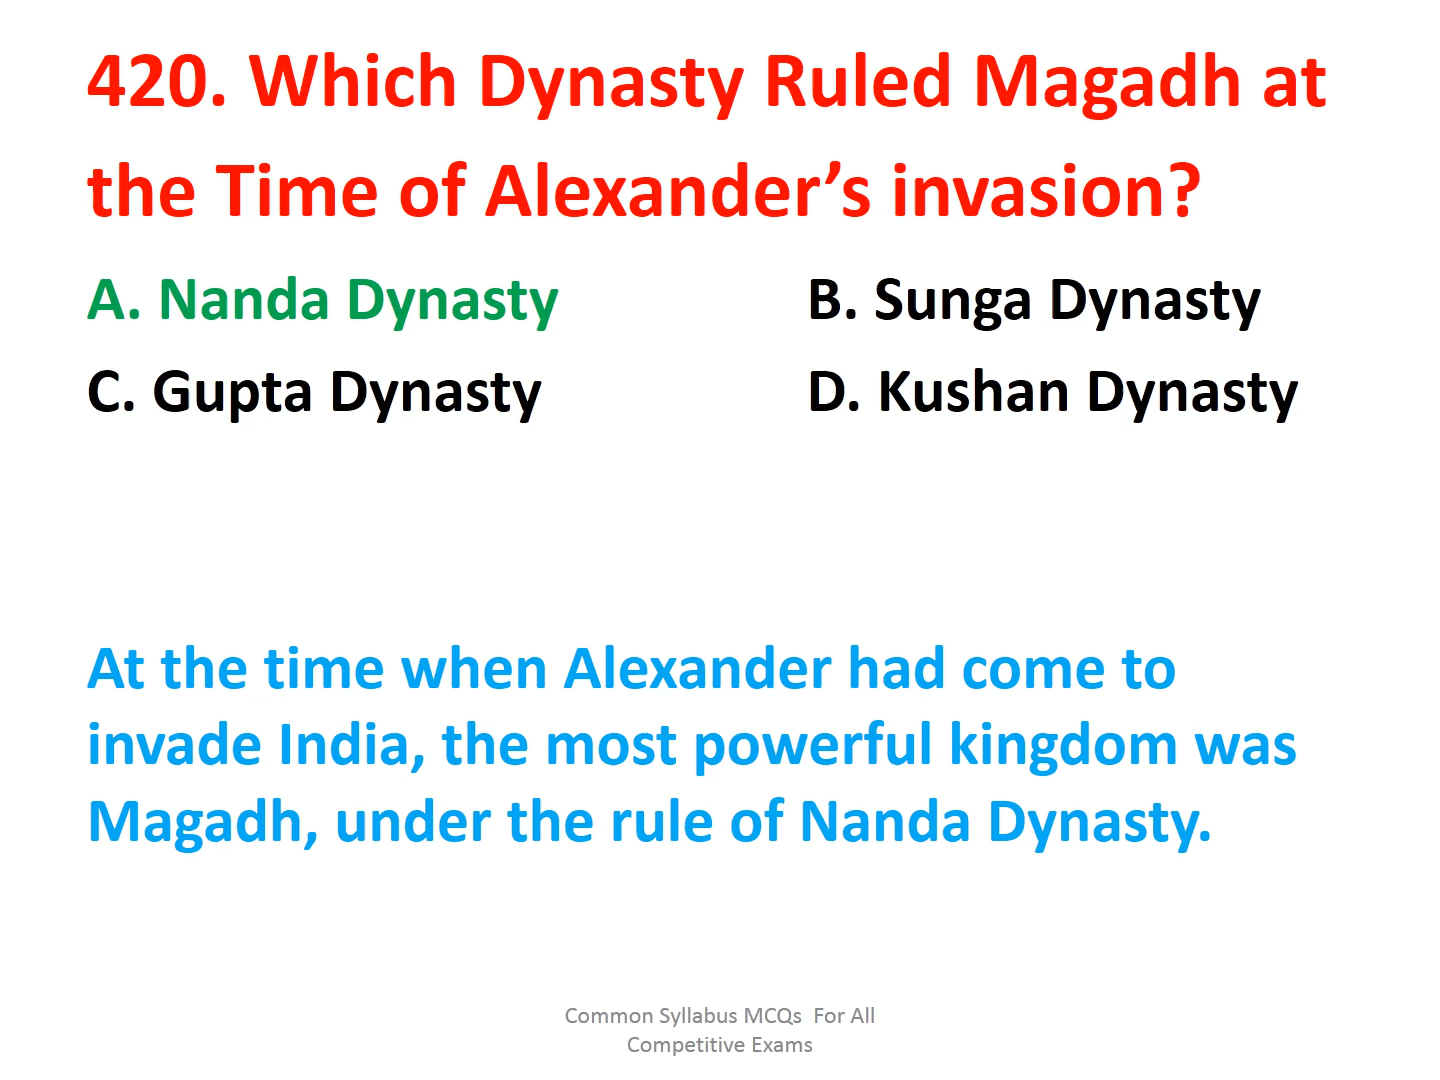 420. Which Dynasty Ruled Magadh at
the Time of Alexander’s invasion?
A. Nanda Dynasty B. Sunga Dynasty
C. Gupta Dynasty D. Kushan Dynasty
At the time when Alexander had come to
invade India, the most powerful kingdom was
Magadh, under the rule of Nanda Dynasty.
Common Syllabus MCQs For All
Competitive Exams